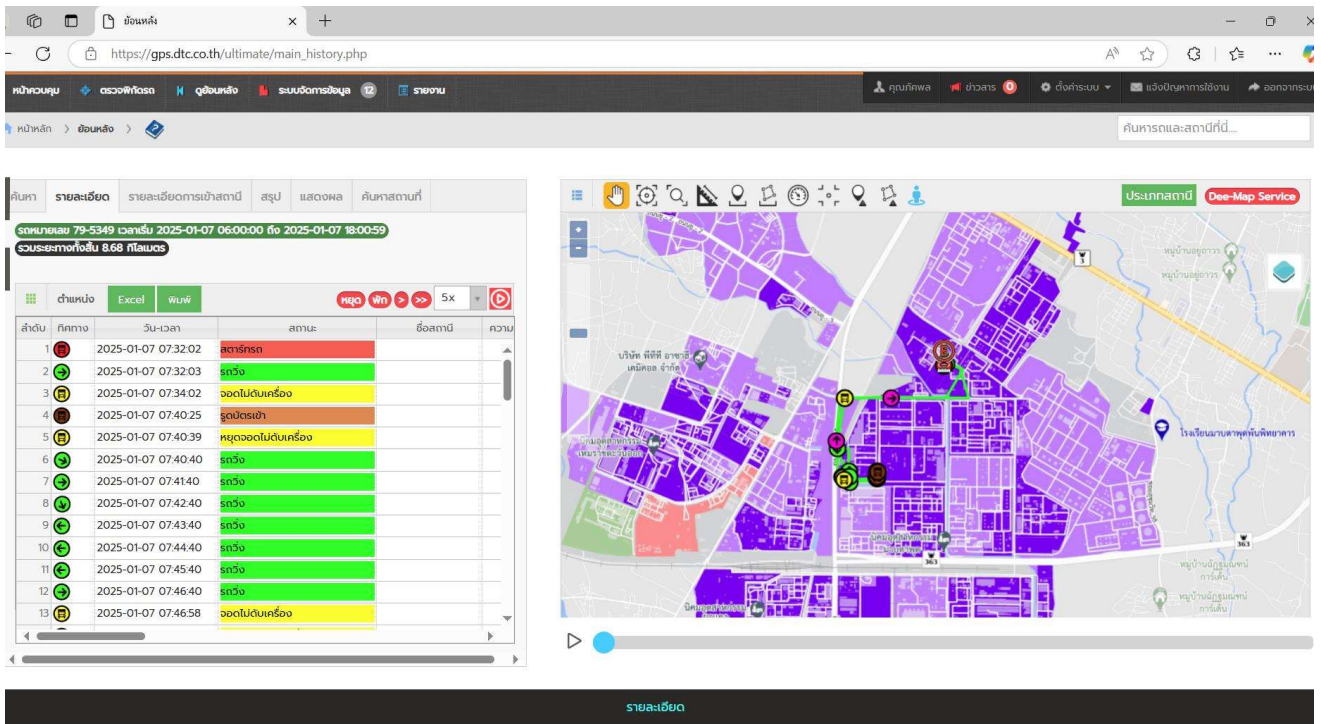 ย้อนหลัง
https://gps.dtc.co.th/ultimate/main_history.php
หน้าควบคุม ตรวจพิกัดรถ ดูย้อนหลัง ระบบจัดการข้อมูล 12 รายงาน คุณภัคพล ข่าวสาร 0 ตั้งค่าระบบ แจ้งปัญหาการใช้งาน ออกจากระบบ
หน้าหลัก > ย้อนหลัง > ค้นหารถและสถานีที่นี่...
ค้นหา รายละเอียด รายละเอียดการเข้าสถานี สรุป แสดงผล ค้นหาสถานที่ ประเภทสถานี Dee-Map Service
รถหมายเลข 79-5349 เวลาเริ่ม 2025-01-07 06:00:00 ถึง 2025-01-07 18:00:59
รวมระยะทางทั้งสิ้น 8.68 กิโลเมตร
ตำแหน่ง Excel พิมพ์ หยุด พัก > >> 5x
ลำดับ ทิศทาง วัน-เวลา สถานะ ชื่อสถานี ความ
1 2025-01-07 07:32:02 สตาร์ทรถ
2 2025-01-07 07:32:03 รถวิ่ง
3 2025-01-07 07:34:02 จอดไม่ดับเครื่อง
4 2025-01-07 07:40:25 รูดบัตรเข้า
5 2025-01-07 07:40:39 หยุดจอดไม่ดับเครื่อง
6 2025-01-07 07:40:40 รถวิ่ง
7 2025-01-07 07:41:40 รถวิ่ง
8 2025-01-07 07:42:40 รถวิ่ง
9 2025-01-07 07:43:40 รถวิ่ง
10 2025-01-07 07:44:40 รถวิ่ง
11 2025-01-07 07:45:40 รถวิ่ง
12 2025-01-07 07:46:40 รถวิ่ง
13 2025-01-07 07:46:58 จอดไม่ดับเครื่อง
หมู่บ้านอยู่ถาวร
หมู่บ้านอยู่ถาวร
3
บริษัท พีทีที อาซาฮี
เคมิคอล จำกัด
โรงเรียนมาบตาพุดพันพิทยาคาร
363
363
รายละเอียด